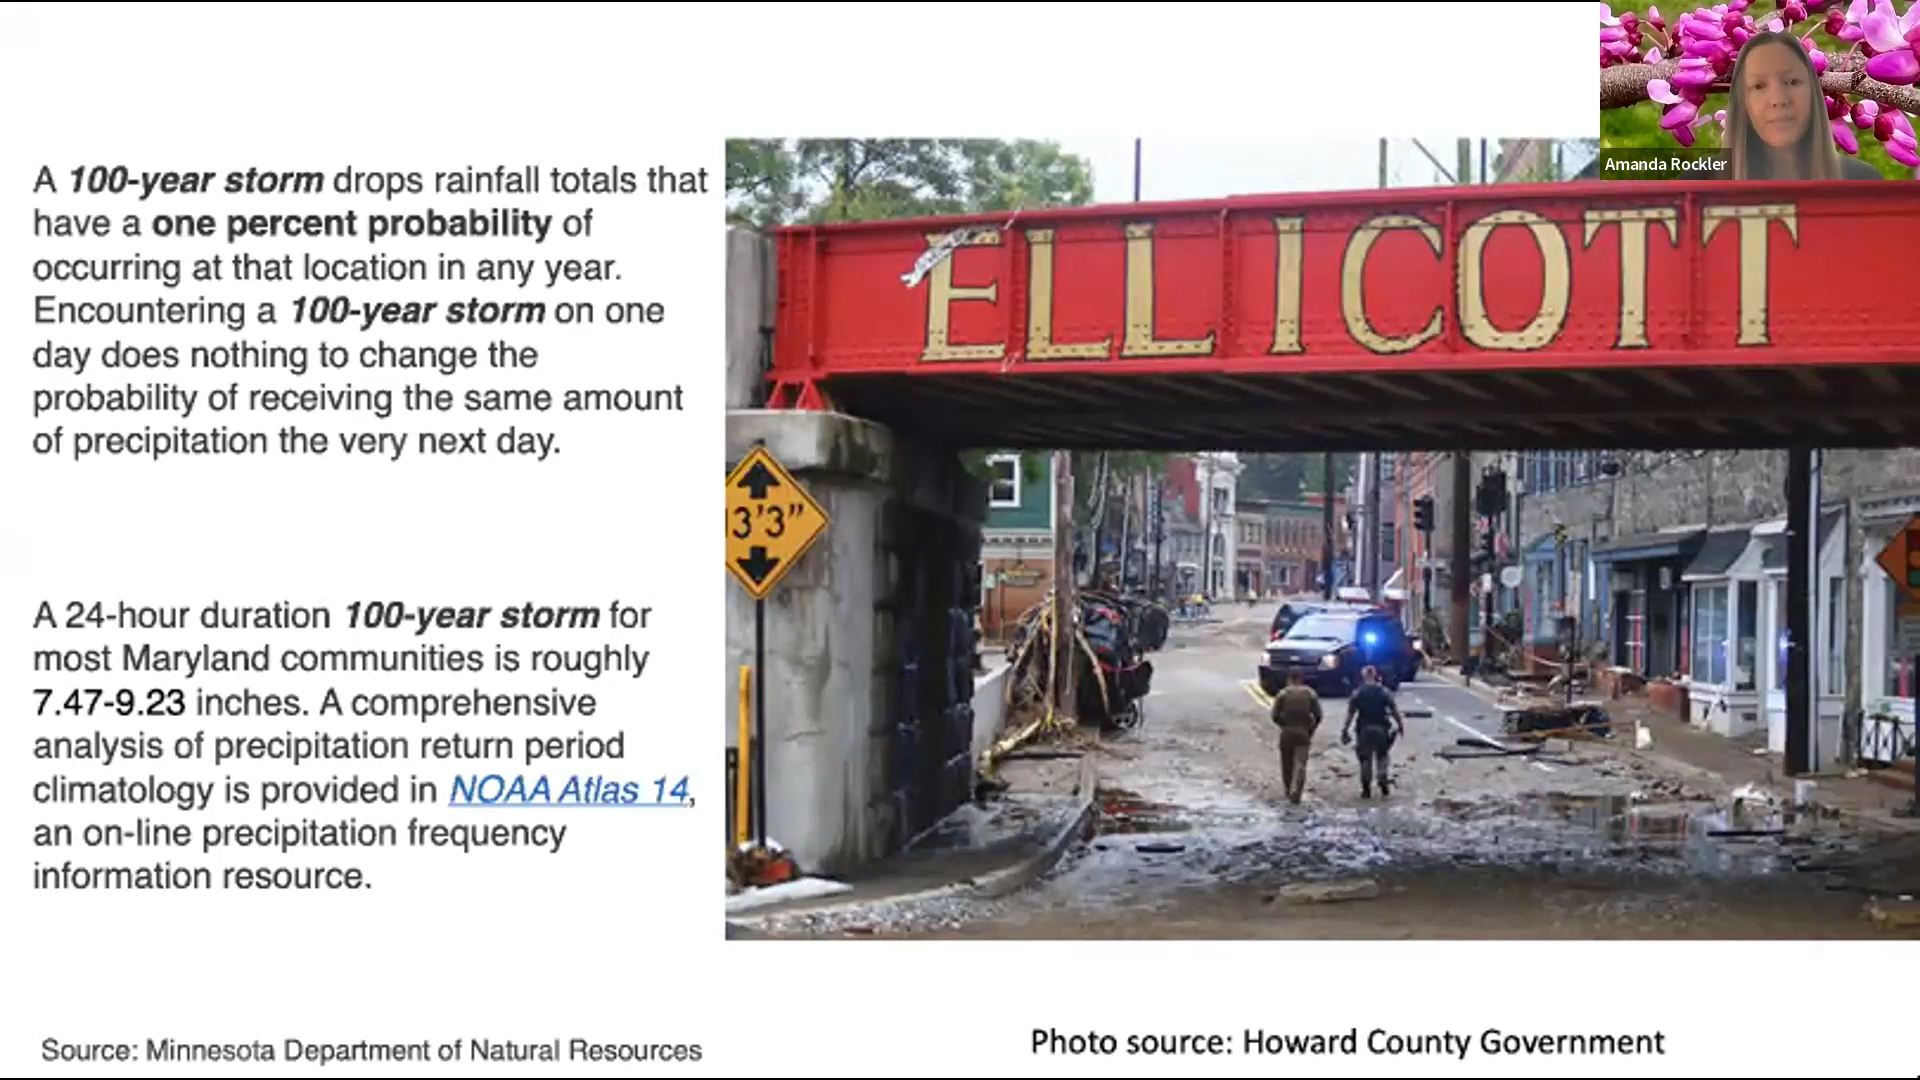 Amanda Rockler
A 100-year storm drops rainfall totals that
have a one percent probability of
occurring at that location in any year.
Encountering a 100-year storm on one
day does nothing to change the
probability of receiving the same amount
of precipitation the very next day.
A 24-hour duration 100-year storm for
most Maryland communities is roughly
7.47-9.23 inches. A comprehensive
analysis of precipitation return period
climatology is provided in NOAA Atlas 14,
an on-line precipitation frequency
information resource.
Source: Minnesota Department of Natural Resources
ELLICOTT
3'3"
Photo source: Howard County Government